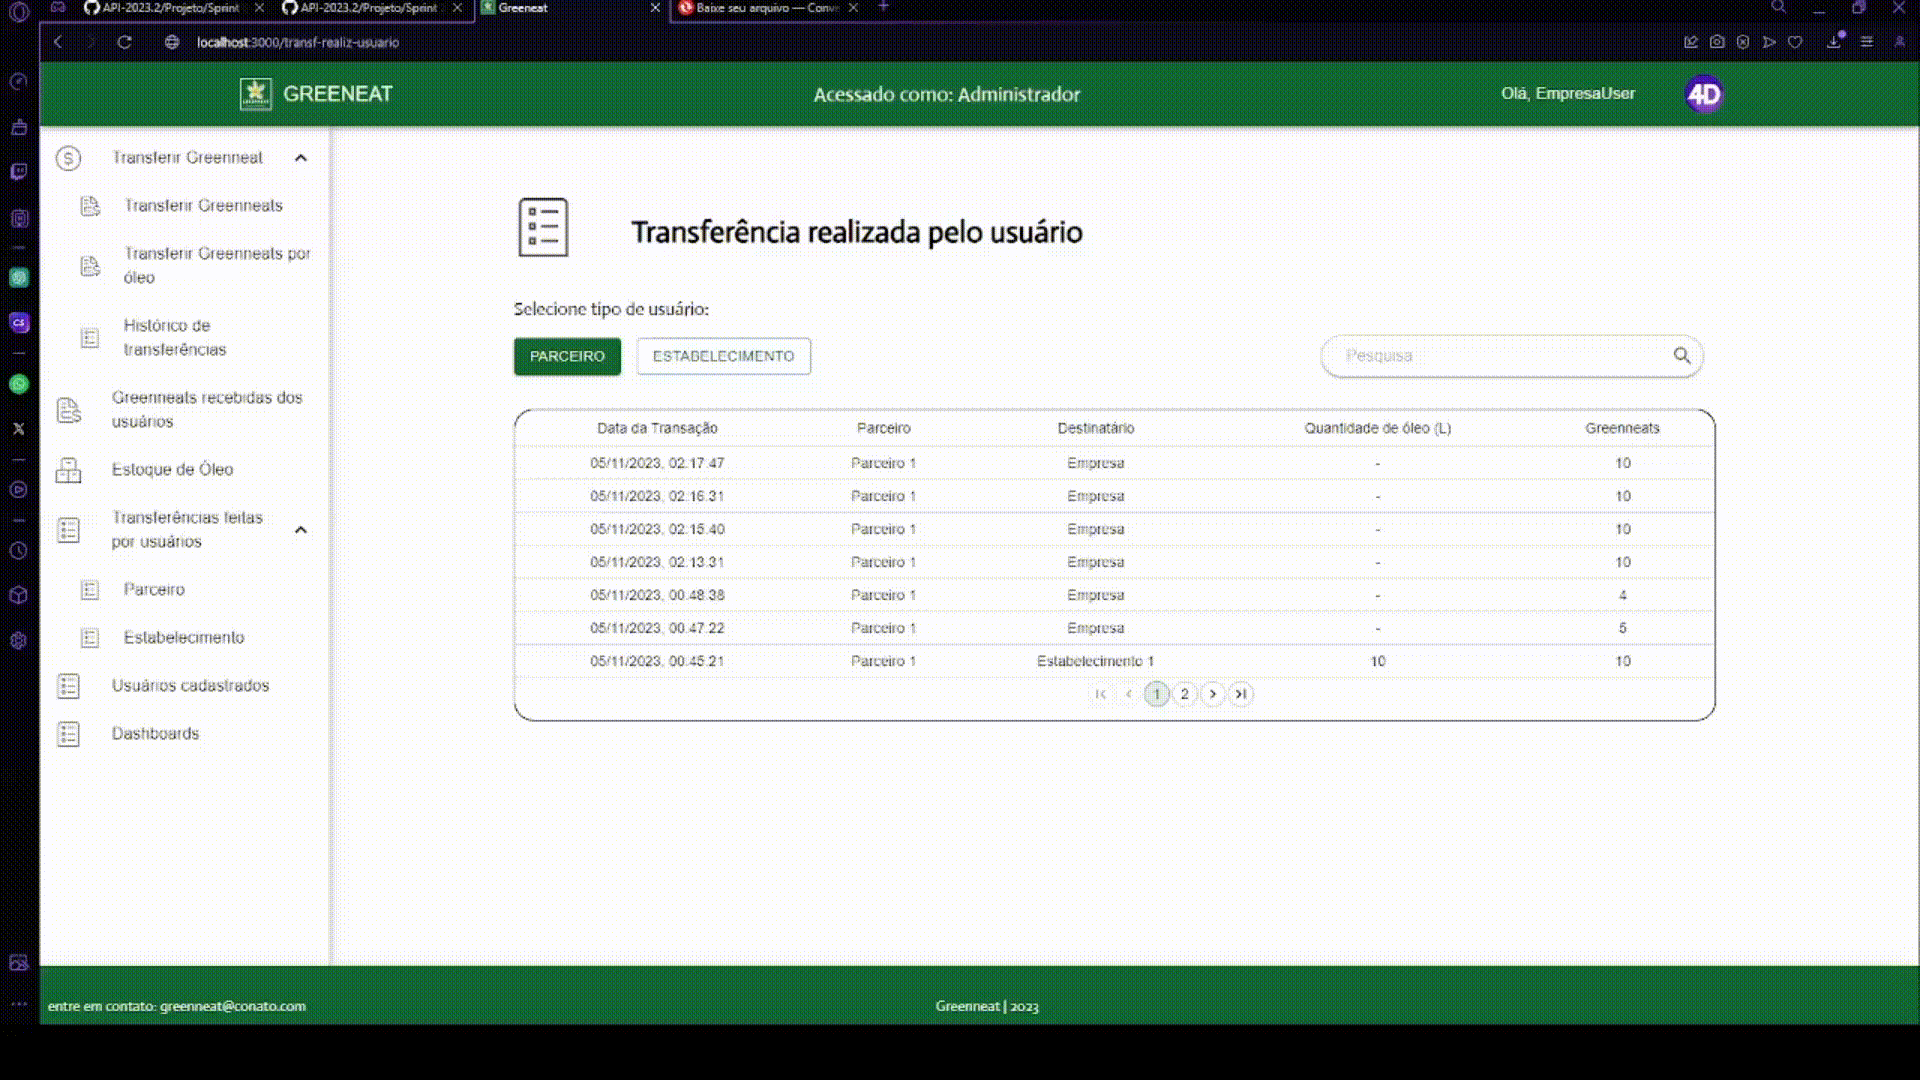 API-2023.2/Projeto/Sprint
API-2023.2/Projeto/Sprint
Greeneat
Baixe seu arquivo — Conv
localhost:3000/transf-realiz-usuario
GREENEAT
Acessado como: Administrador
Olá, EmpresaUser
4D
Transferir Greenneat
Transferir Greenneats
Transferir Greenneats por
óleo
Histórico de
transferências
Greenneats recebidas dos
usuários
Estoque de Óleo
Transferências feitas
por usuários
Parceiro
Estabelecimento
Usuários cadastrados
Dashboards
Transferência realizada pelo usuário
Selecione tipo de usuário:
PARCEIRO
ESTABELECIMENTO
Pesquisa
Data da Transação Parceiro Destinatário Quantidade de óleo (L) Greenneats
05/11/2023, 02:17:47 Parceiro 1 Empresa - 10
05/11/2023, 02:16:31 Parceiro 1 Empresa - 10
05/11/2023, 02:15:40 Parceiro 1 Empresa - 10
05/11/2023, 02:13:31 Parceiro 1 Empresa - 10
05/11/2023, 00:48:38 Parceiro 1 Empresa - 4
05/11/2023, 00:47:22 Parceiro 1 Empresa - 5
05/11/2023, 00:45:21 Parceiro 1 Estabelecimento 1 10 10
1 2
entre em contato: greenneat@conato.com
Greenneat | 2023